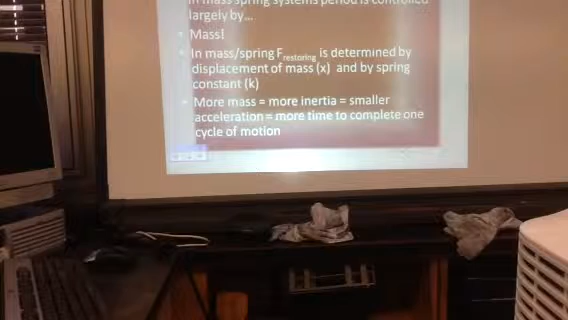 In mass spring systems period is controlled
largely by...
Mass!
In mass/spring Frestoring is determined by
displacement of mass (x) and by spring
constant (k)
More mass = more inertia = smaller
acceleration = more time to complete one
cycle of motion